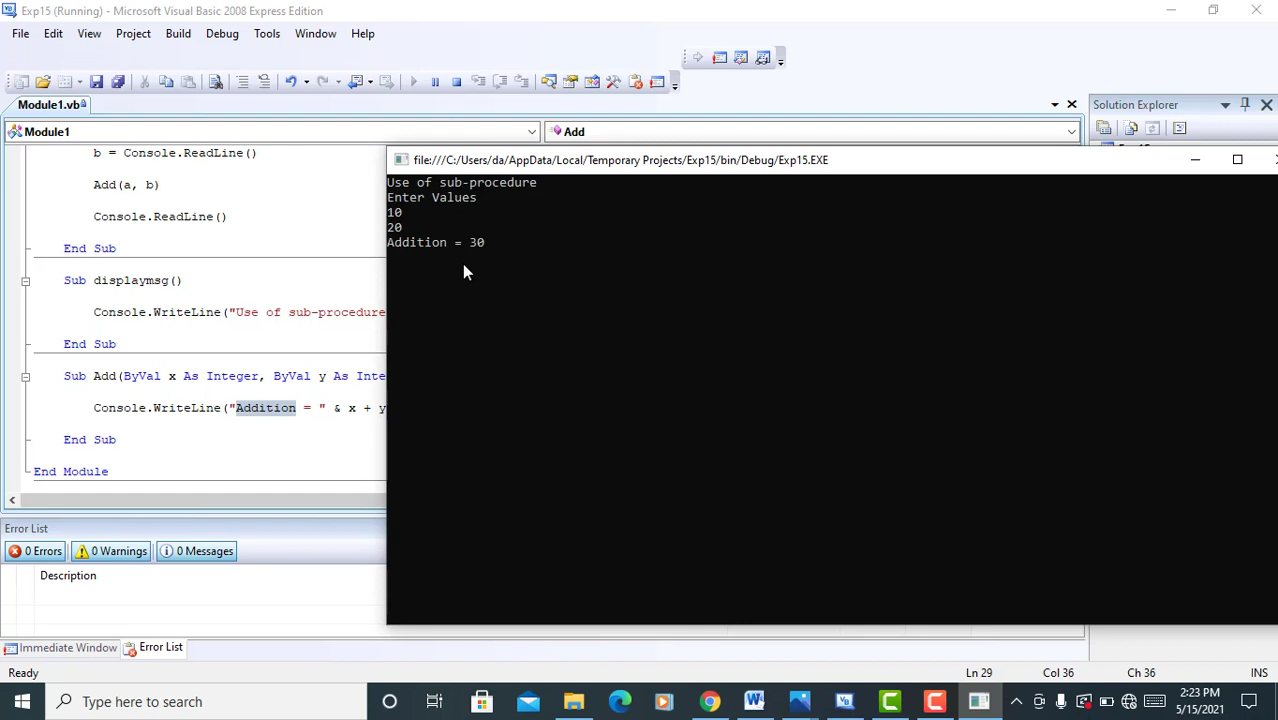 Exp15 (Running) - Microsoft Visual Basic 2008 Express Edition
File Edit View Project Build Debug Tools Window Help
Module1.vb
Solution Explorer
Module1 Add
b = Console.ReadLine()
Add(a, b)
Console.ReadLine()
End Sub
Sub displaymsg()
Console.WriteLine("Use of sub-procedure
End Sub
Sub Add(ByVal x As Integer, ByVal y As Inte
Console.WriteLine("Addition = " & x + y
End Sub
End Module
file:///C:/Users/da/AppData/Local/Temporary Projects/Exp15/bin/Debug/Exp15.EXE
Use of sub-procedure
Enter Values
10
20
Addition = 30
Error List
0 Errors 0 Warnings 0 Messages
Description
Immediate Window Error List
Ready Ln 29 Col 36 Ch 36 INS
Type here to search
2:23 PM
5/15/2021